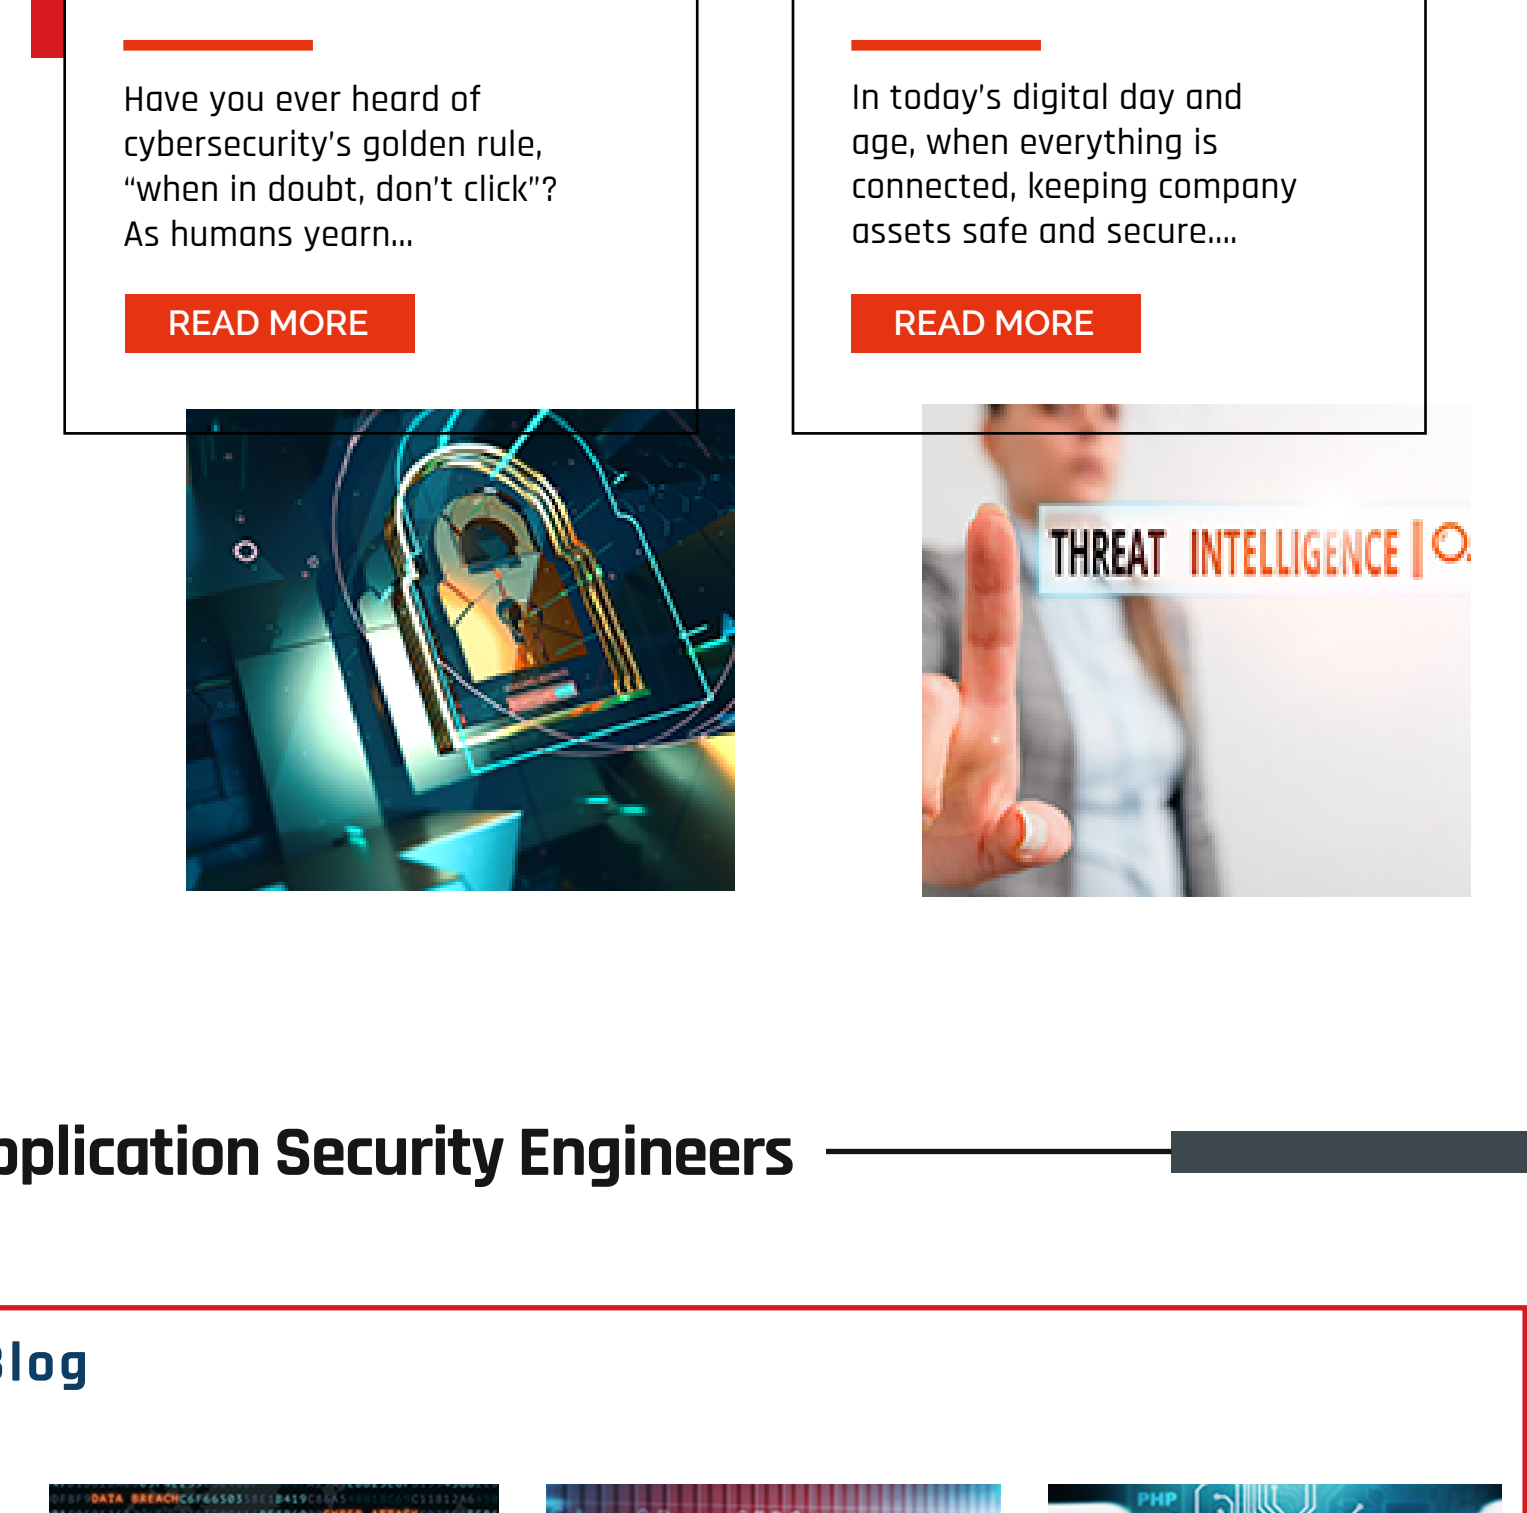 Have you ever heard of
cybersecurity’s golden rule,
“when in doubt, don’t click”?
As humans yearn...
READ MORE
In today’s digital day and
age, when everything is
connected, keeping company
assets safe and secure....
READ MORE
THREAT INTELLIGENCE
pplication Security Engineers
Blog
DATA BREACH
PHP